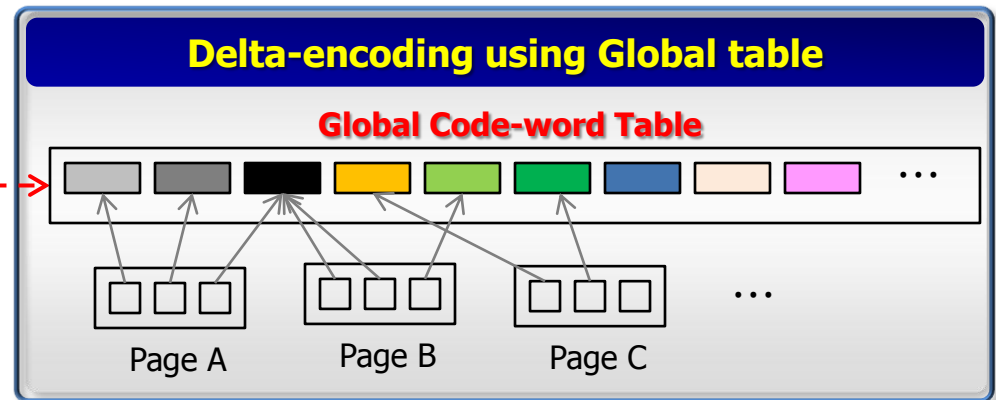 Delta-encoding using Global table
Global Code-word Table
...
...
Page A
Page B
Page C